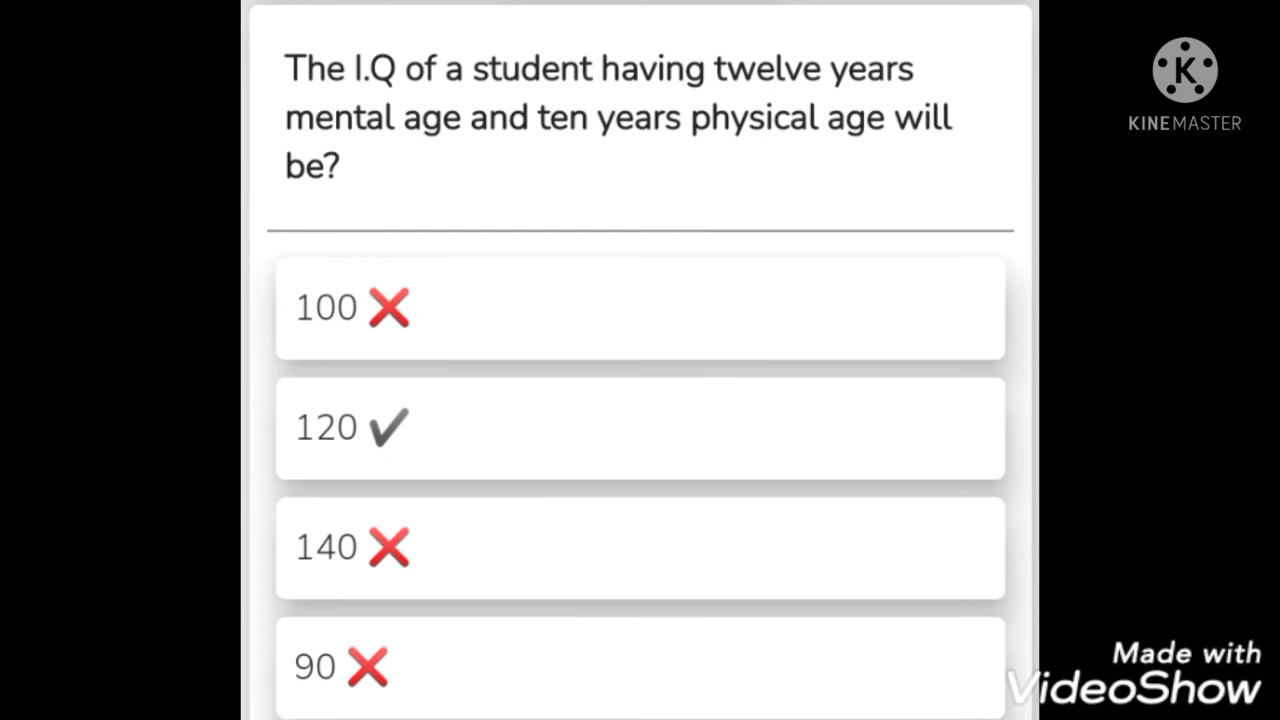 The I.Q of a student having twelve years
mental age and ten years physical age will
be?
100 ❌
120 ✔
140 ❌
90 ❌
K
KINEMASTER
Made with
VideoShow